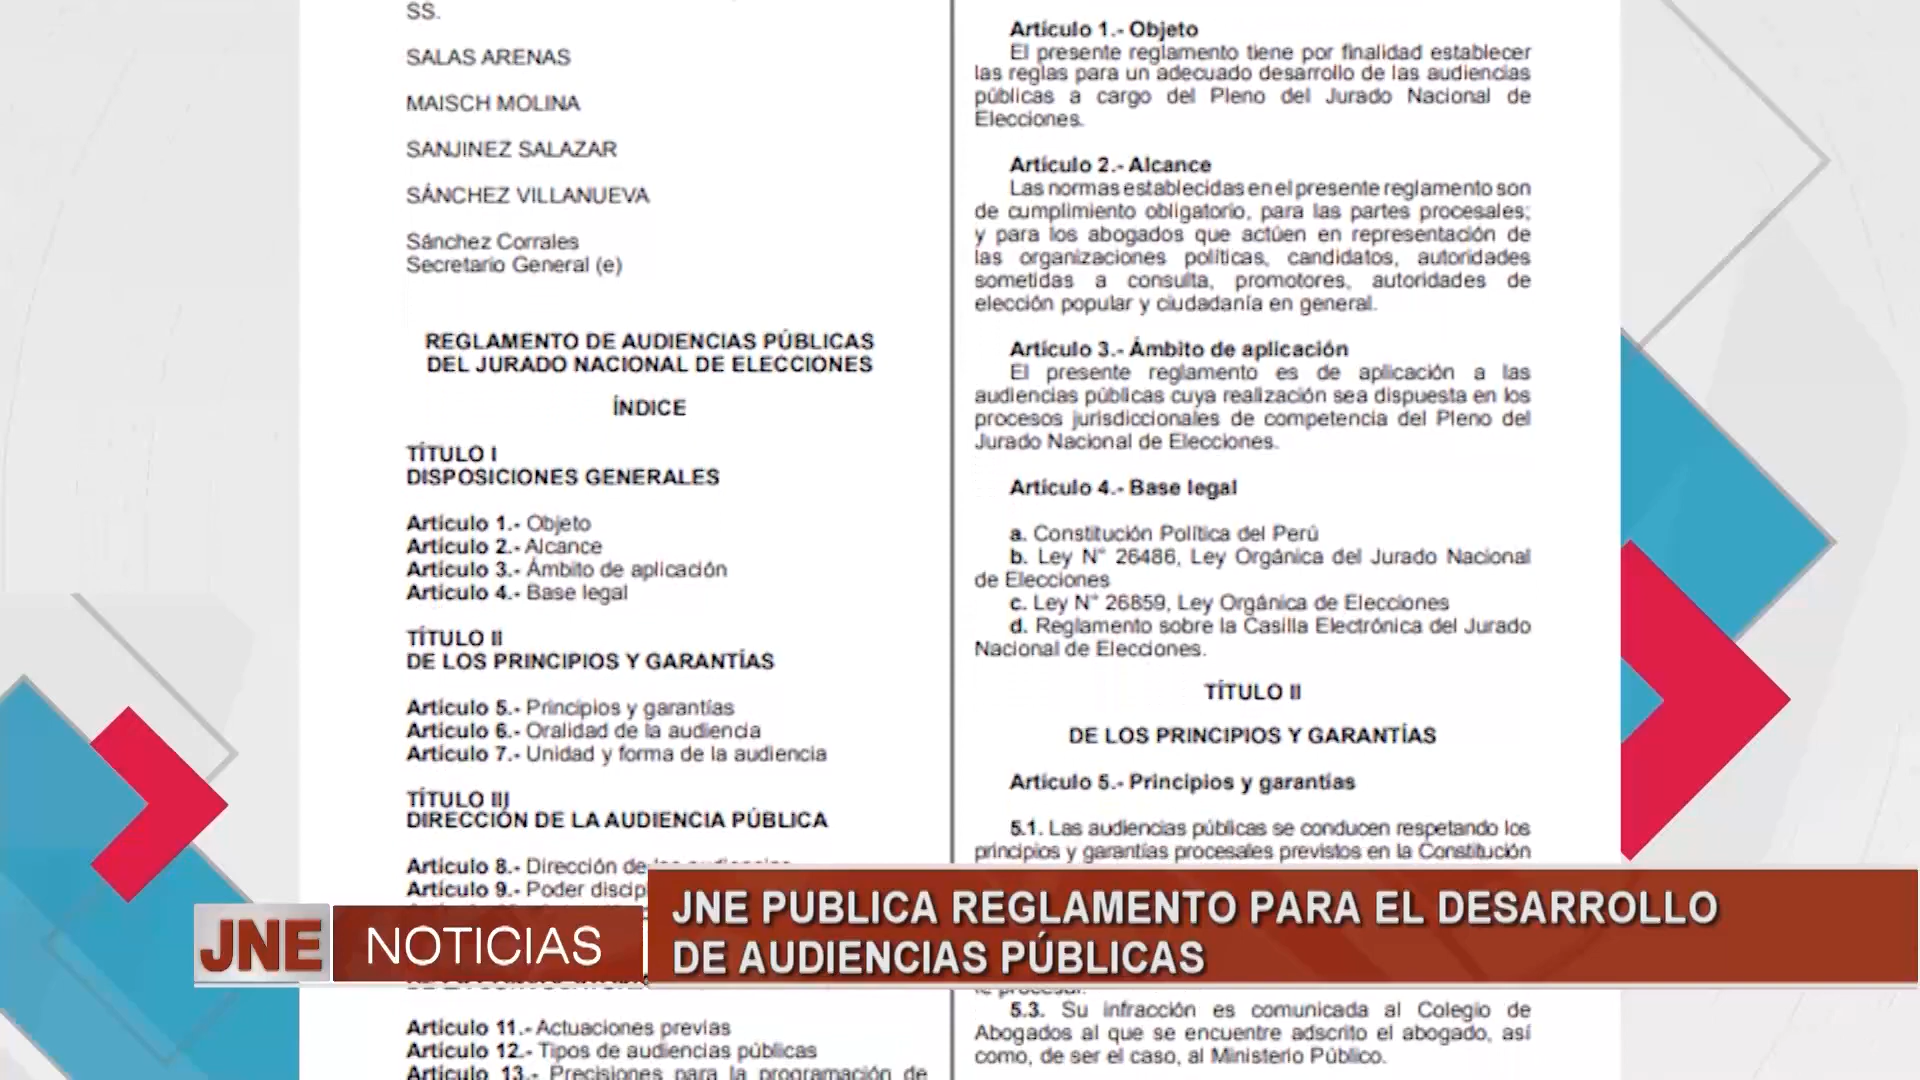 SS.
SALAS ARENAS
MAISCH MOLINA
SANJINEZ SALAZAR
SÁNCHEZ VILLANUEVA
Sánchez Corrales
Secretario General (e)
REGLAMENTO DE AUDIENCIAS PÚBLICAS
DEL JURADO NACIONAL DE ELECCIONES
ÍNDICE
TÍTULO I
DISPOSICIONES GENERALES
Artículo 1.- Objeto
Artículo 2.- Alcance
Artículo 3.- Ámbito de aplicación
Artículo 4.- Base legal
TÍTULO II
DE LOS PRINCIPIOS Y GARANTÍAS
Artículo 5.- Principios y garantías
Artículo 6.- Oralidad de la audiencia
Artículo 7.- Unidad y forma de la audiencia
TÍTULO III
DIRECCIÓN DE LA AUDIENCIA PÚBLICA
Artículo 8.- Dirección de
Artículo 9.- Poder discipl
Artículo 11.- Actuaciones previas
Artículo 12.- Tipos de audiencias públicas
Artículo 13.- Precisiones para la programación de
Artículo 1.- Objeto
El presente reglamento tiene por finalidad establecer
las reglas para un adecuado desarrollo de las audiencias
públicas a cargo del Pleno del Jurado Nacional de
Elecciones.
Artículo 2.- Alcance
Las normas establecidas en el presente reglamento son
de cumplimiento obligatorio, para las partes procesales;
y para los abogados que actúen en representación de
las organizaciones políticas, candidatos, autoridades
sometidas a consulta, promotores, autoridades de
elección popular y ciudadanía en general.
Artículo 3.- Ámbito de aplicación
El presente reglamento es de aplicación a las
audiencias públicas cuya realización sea dispuesta en los
procesos jurisdiccionales de competencia del Pleno del
Jurado Nacional de Elecciones.
Artículo 4.- Base legal
a. Constitución Política del Perú
b. Ley N° 26486, Ley Orgánica del Jurado Nacional
de Elecciones
c. Ley N° 26859, Ley Orgánica de Elecciones
d. Reglamento sobre la Casilla Electrónica del Jurado
Nacional de Elecciones.
TÍTULO II
DE LOS PRINCIPIOS Y GARANTÍAS
Artículo 5.- Principios y garantías
5.1. Las audiencias públicas se conducen respetando los
principios y garantías procesales previstos en la Constitución
5.3. Su infracción es comunicada al Colegio de
Abogados al que se encuentre adscrito el abogado, así
como, de ser el caso, al Ministerio Público.
JNE NOTICIAS
JNE PUBLICA REGLAMENTO PARA EL DESARROLLO
DE AUDIENCIAS PÚBLICAS